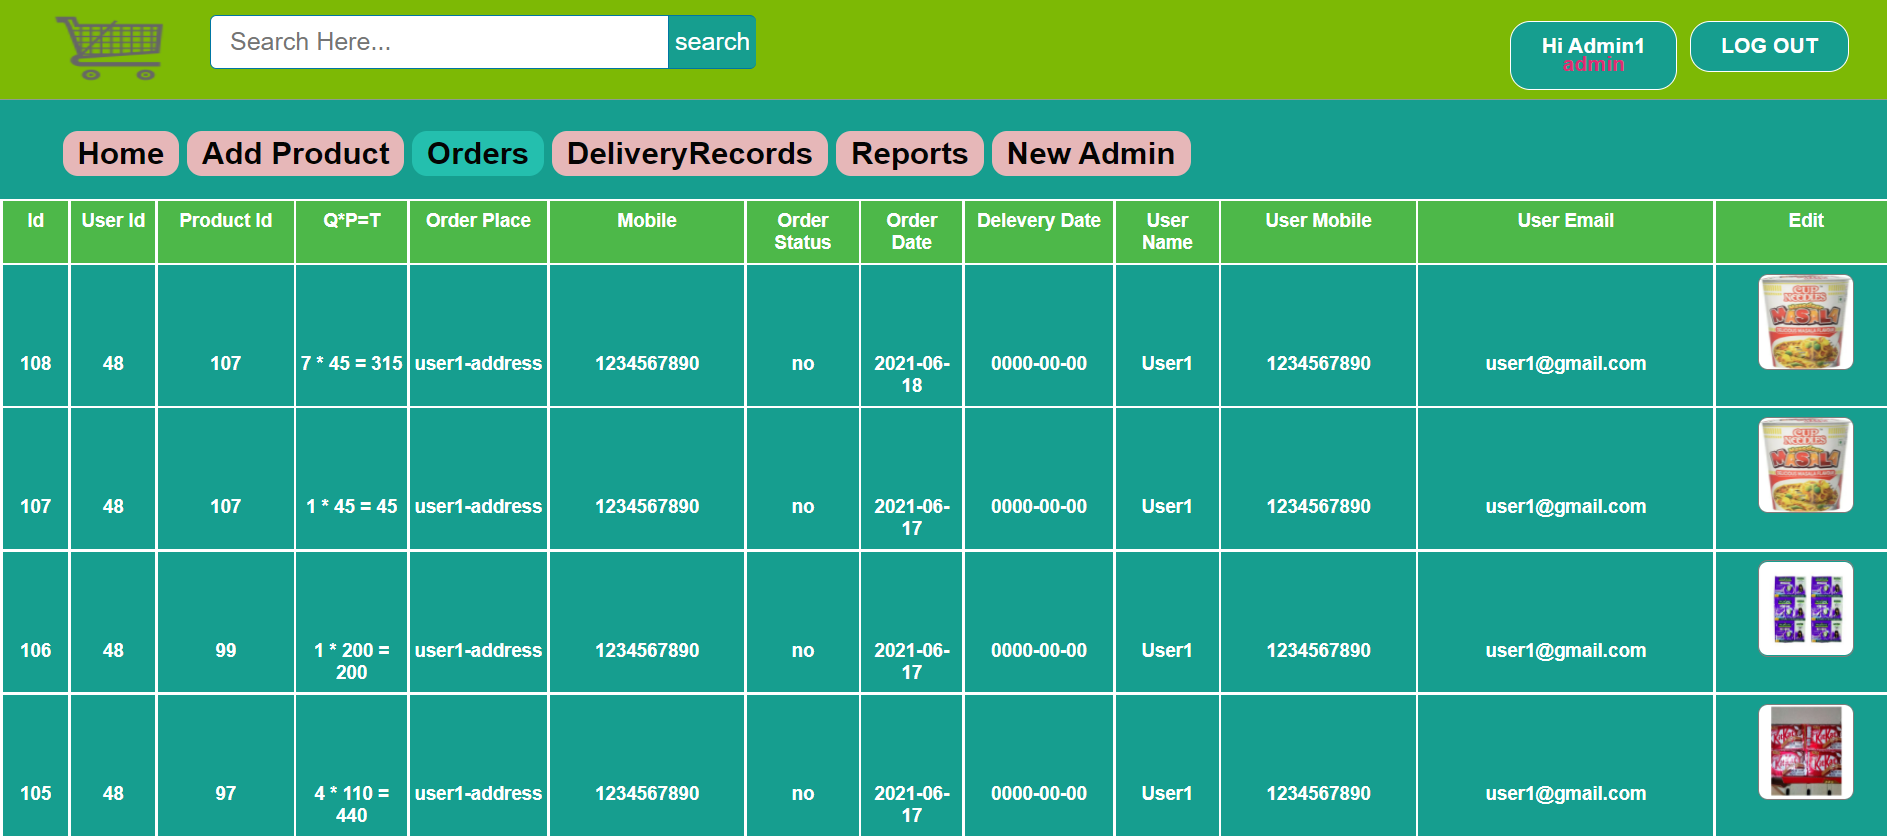 Search Here...
search
Hi Admin1
admin
LOG OUT
Home
Add Product
Orders
DeliveryRecords
Reports
New Admin
Id User Id Product Id Q*P=T Order Place Mobile Order Status Order Date Delevery Date User Name User Mobile User Email Edit
CUP
NOODLES
MASALA
108 48 107 7 * 45 = 315 user1-address 1234567890 no 2021-06-18 0000-00-00 User1 1234567890 user1@gmail.com
CUP
NOODLES
MASALA
107 48 107 1 * 45 = 45 user1-address 1234567890 no 2021-06-17 0000-00-00 User1 1234567890 user1@gmail.com
106 48 99 1 * 200 = 200 user1-address 1234567890 no 2021-06-17 0000-00-00 User1 1234567890 user1@gmail.com
105 48 97 4 * 110 = 440 user1-address 1234567890 no 2021-06-17 0000-00-00 User1 1234567890 user1@gmail.com